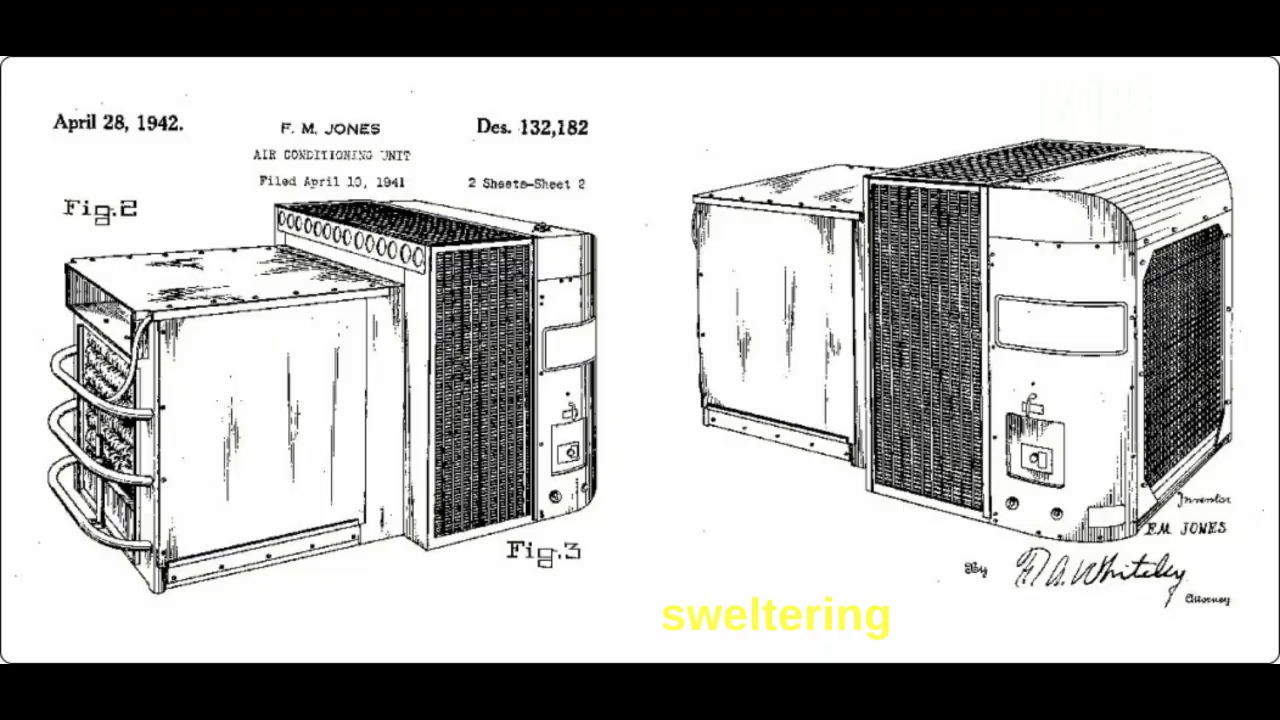 April 28, 1942.
F. M. JONES
Des. 132,182
AIR CONDITIONING UNIT
Filed April 10, 1941
2 Sheets-Sheet 2
Fig.2
Fig.3
Inventor
F.M. JONES
By F. A. Whiteley
Attorney
sweltering